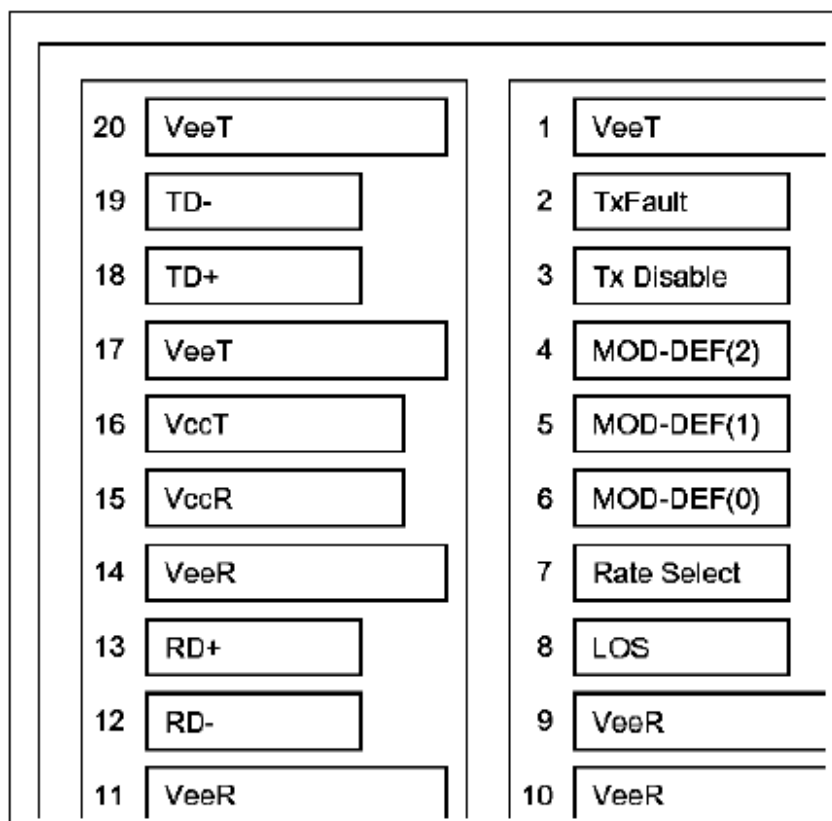 20 VeeT
19 TD-
18 TD+
17 VeeT
16 VccT
15 VccR
14 VeeR
13 RD+
12 RD-
11 VeeR
1 VeeT
2 TxFault
3 Tx Disable
4 MOD-DEF(2)
5 MOD-DEF(1)
6 MOD-DEF(0)
7 Rate Select
8 LOS
9 VeeR
10 VeeR